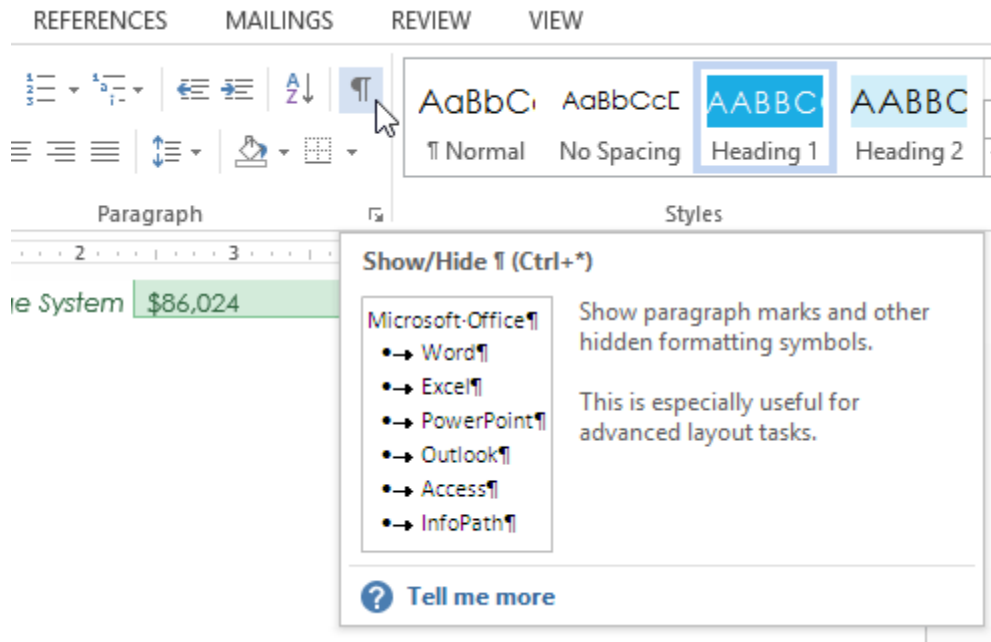 REFERENCES MAILINGS REVIEW VIEW
AaBbC AaBbCcD AABBC AABBC
¶ Normal No Spacing Heading 1 Heading 2
Paragraph Styles
2 3
Show/Hide ¶ (Ctrl+*)
System $86,024
Microsoft·Office¶
•→ Word¶
•→ Excel¶
•→ PowerPoint¶
•→ Outlook¶
•→ Access¶
•→ InfoPath¶
Show paragraph marks and other
hidden formatting symbols.
This is especially useful for
advanced layout tasks.
Tell me more